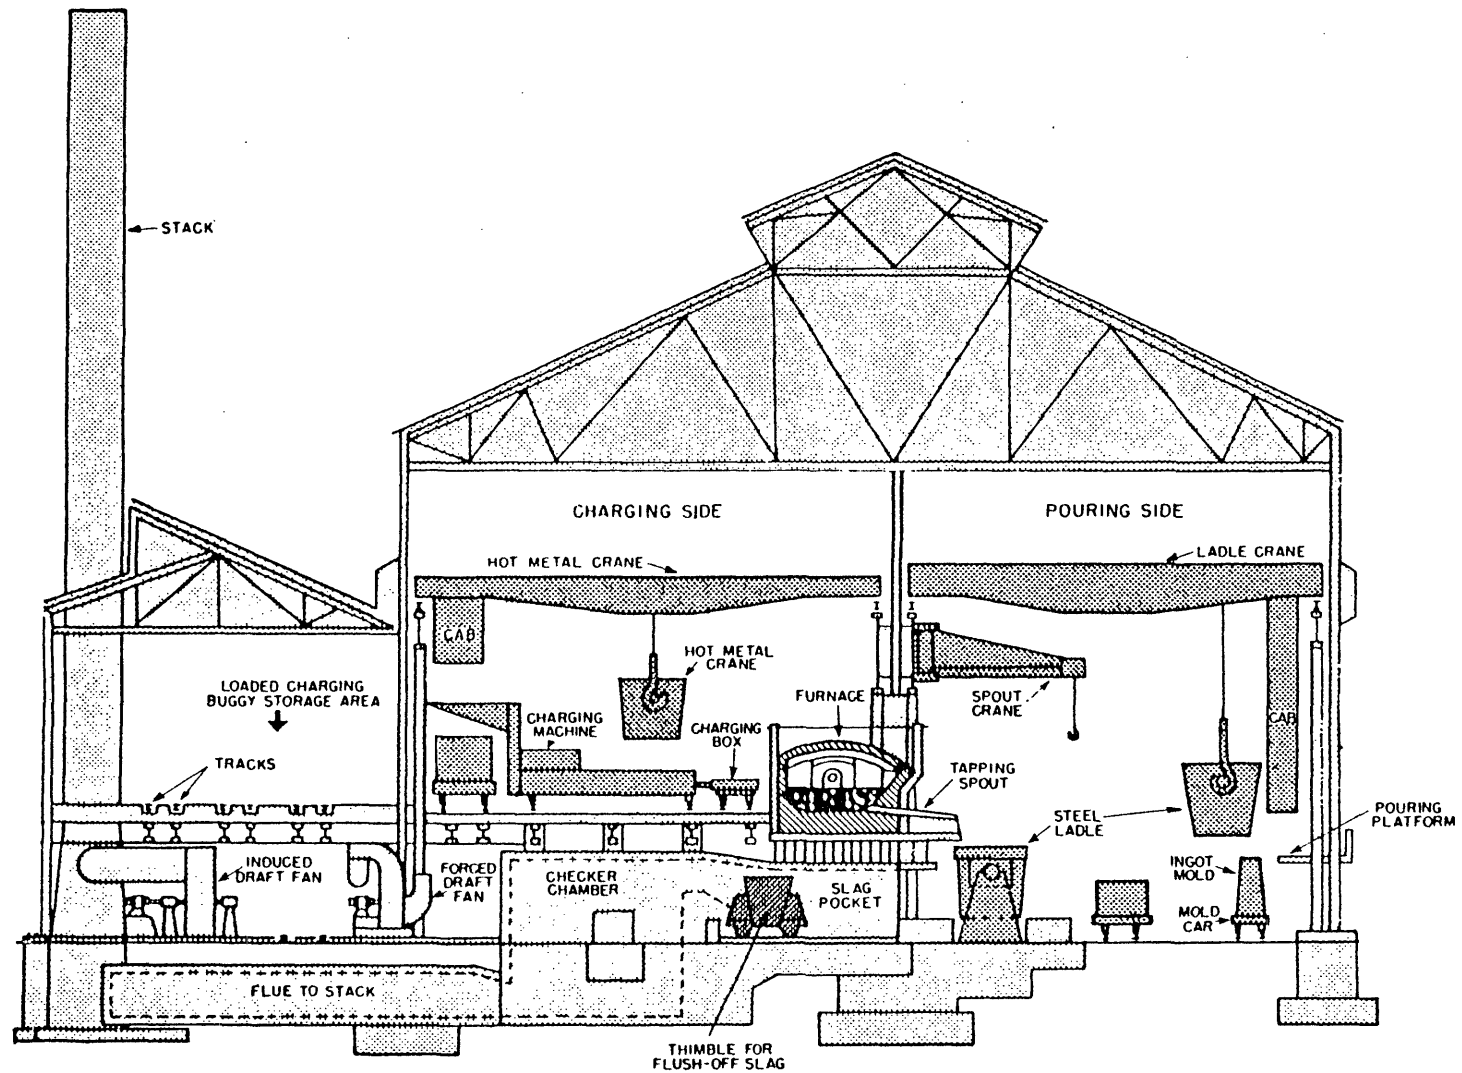 STACK
CHARGING SIDE
POURING SIDE
HOT METAL CRANE
LADLE CRANE
CAB
HOT METAL
CRANE
LOADED CHARGING
BUGGY STORAGE AREA
FURNACE
SPOUT
CRANE
CAB
CHARGING
MACHINE
CHARGING
BOX
TRACKS
TAPPING
SPOUT
STEEL
LADLE
POURING
PLATFORM
INDUCED
DRAFT FAN
FORCED
DRAFT
FAN
CHECKER
CHAMBER
SLAG
POCKET
INGOT
MOLD
MOLD
CAR
FLUE TO STACK
THIMBLE FOR
FLUSH-OFF SLAG